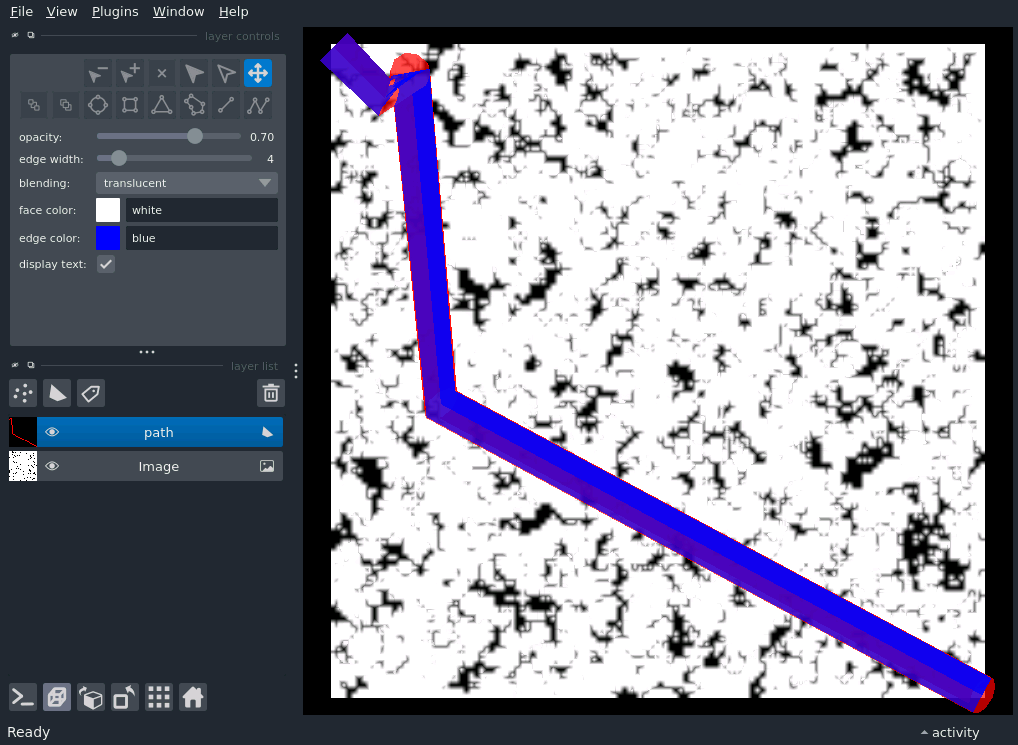 File View Plugins Window Help
layer controls
opacity: 0.70
edge width: 4
blending: translucent
face color: white
edge color: blue
display text:
layer list
path
Image
Ready activity